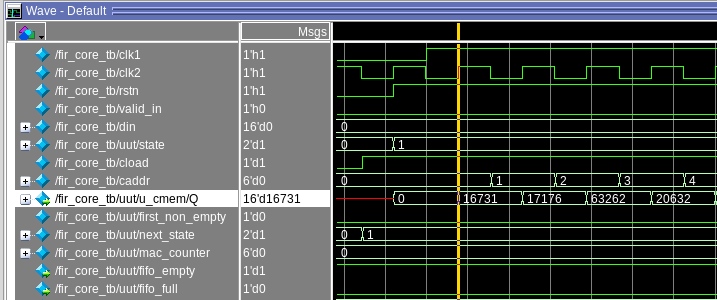 Wave - Default
Msgs
/fir_core_tb/clk1 1'h1
/fir_core_tb/clk2 1'h1
/fir_core_tb/rstn 1'h1
/fir_core_tb/valid_in 1'h0
/fir_core_tb/din 16'd0 0
/fir_core_tb/uut/state 2'd1 0 1
/fir_core_tb/cload 1'd1
/fir_core_tb/caddr 6'd0 0 1 2 3 4
/fir_core_tb/uut/u_cmem/Q 16'd16731 0 16731 17176 63262 20632
/fir_core_tb/uut/first_non_empty 1'd0
/fir_core_tb/uut/next_state 2'd1 0 1
/fir_core_tb/uut/mac_counter 6'd0 0
/fir_core_tb/uut/fifo_empty 1'd1
/fir_core_tb/uut/fifo_full 1'd0